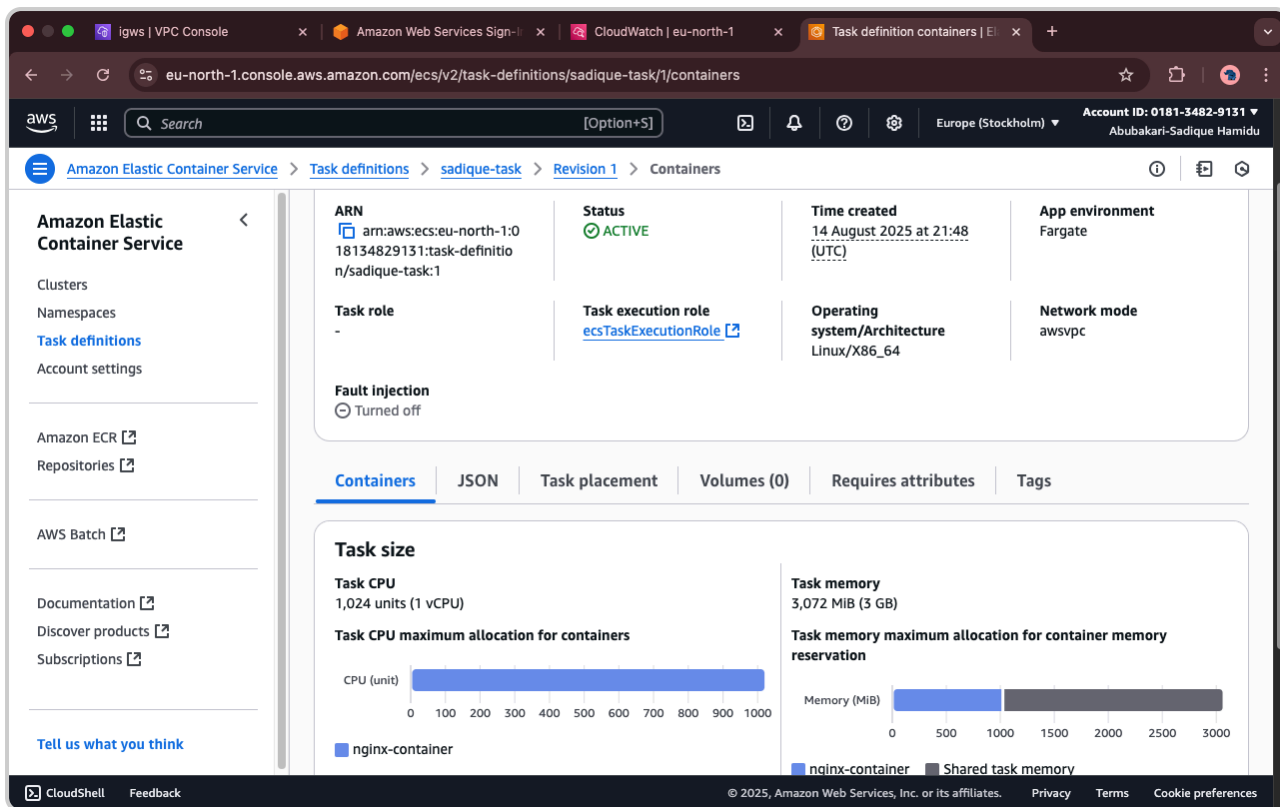 igws | VPC Console
Amazon Web Services Sign-I
CloudWatch | eu-north-1
Task definition containers | El
eu-north-1.console.aws.amazon.com/ecs/v2/task-definitions/sadique-task/1/containers
aws
Search
[Option+S]
Europe (Stockholm)
Account ID: 0181-3482-9131
Abubakari-Sadique Hamidu
Amazon Elastic Container Service > Task definitions > sadique-task > Revision 1 > Containers
Amazon Elastic
Container Service
Clusters
Namespaces
Task definitions
Account settings
Amazon ECR
Repositories
AWS Batch
Documentation
Discover products
Subscriptions
Tell us what you think
ARN
arn:aws:ecs:eu-north-1:0
18134829131:task-definitio
n/sadique-task:1
Status
ACTIVE
Time created
14 August 2025 at 21:48
(UTC)
App environment
Fargate
Task role
-
Task execution role
ecsTaskExecutionRole
Operating
system/Architecture
Linux/X86_64
Network mode
awsvpc
Fault injection
Turned off
Containers
JSON
Task placement
Volumes (0)
Requires attributes
Tags
Task size
Task CPU
1,024 units (1 vCPU)
Task CPU maximum allocation for containers
CPU (unit)
0 100 200 300 400 500 600 700 800 900 1000
nginx-container
Task memory
3,072 MiB (3 GB)
Task memory maximum allocation for container memory
reservation
Memory (MiB)
0 500 1000 1500 2000 2500 3000
nginx-container Shared task memory
CloudShell
Feedback
© 2025, Amazon Web Services, Inc. or its affiliates.
Privacy
Terms
Cookie preferences